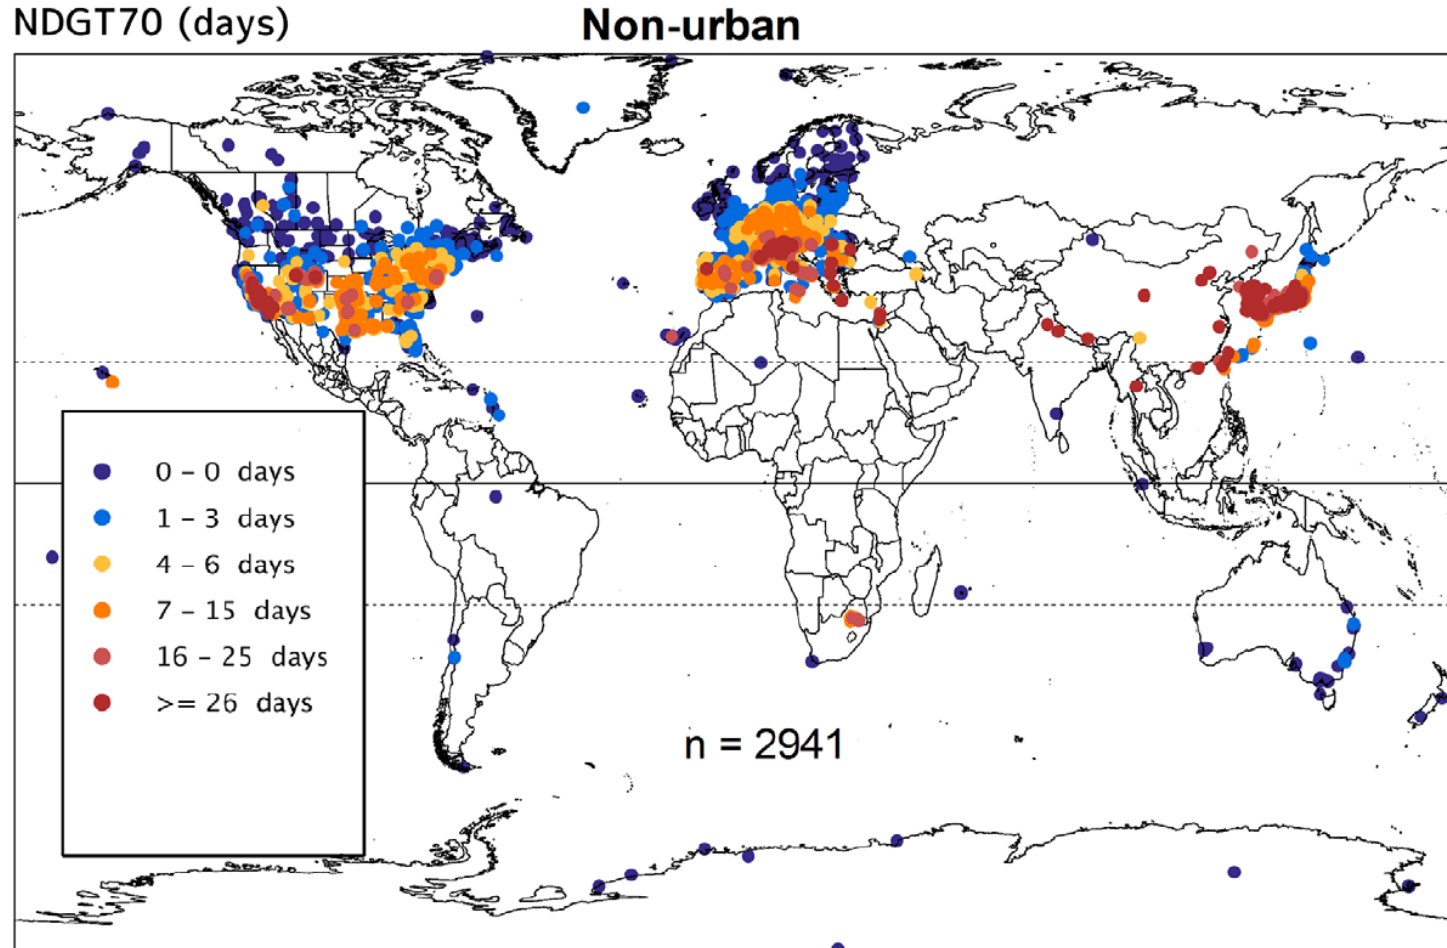 NDGT70 (days)
Non-urban
0 – 0 days
1 – 3 days
4 – 6 days
7 – 15 days
16 – 25 days
>= 26 days
n = 2941